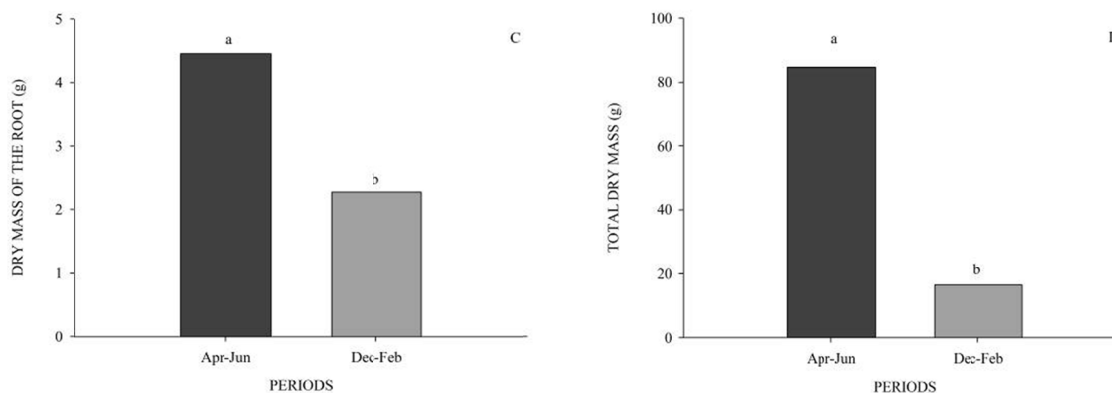 5
a
C
4
3
b
2
1
0
DRY MASS OF THE ROOT (g)
Apr-Jun
Dec-Feb
PERIODS
100
a
80
60
40
20
b
0
TOTAL DRY MASS (g)
Apr-Jun
Dec-Feb
PERIODS